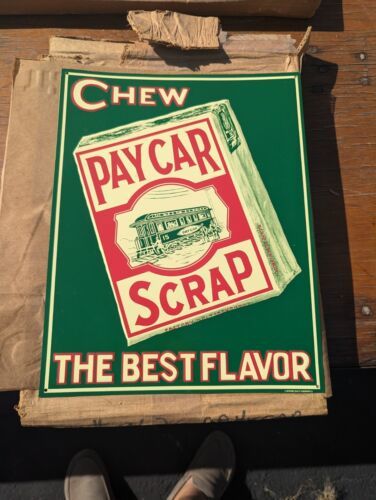 CHEW
PAY CAR
SCRAP
THE BEST FLAVOR